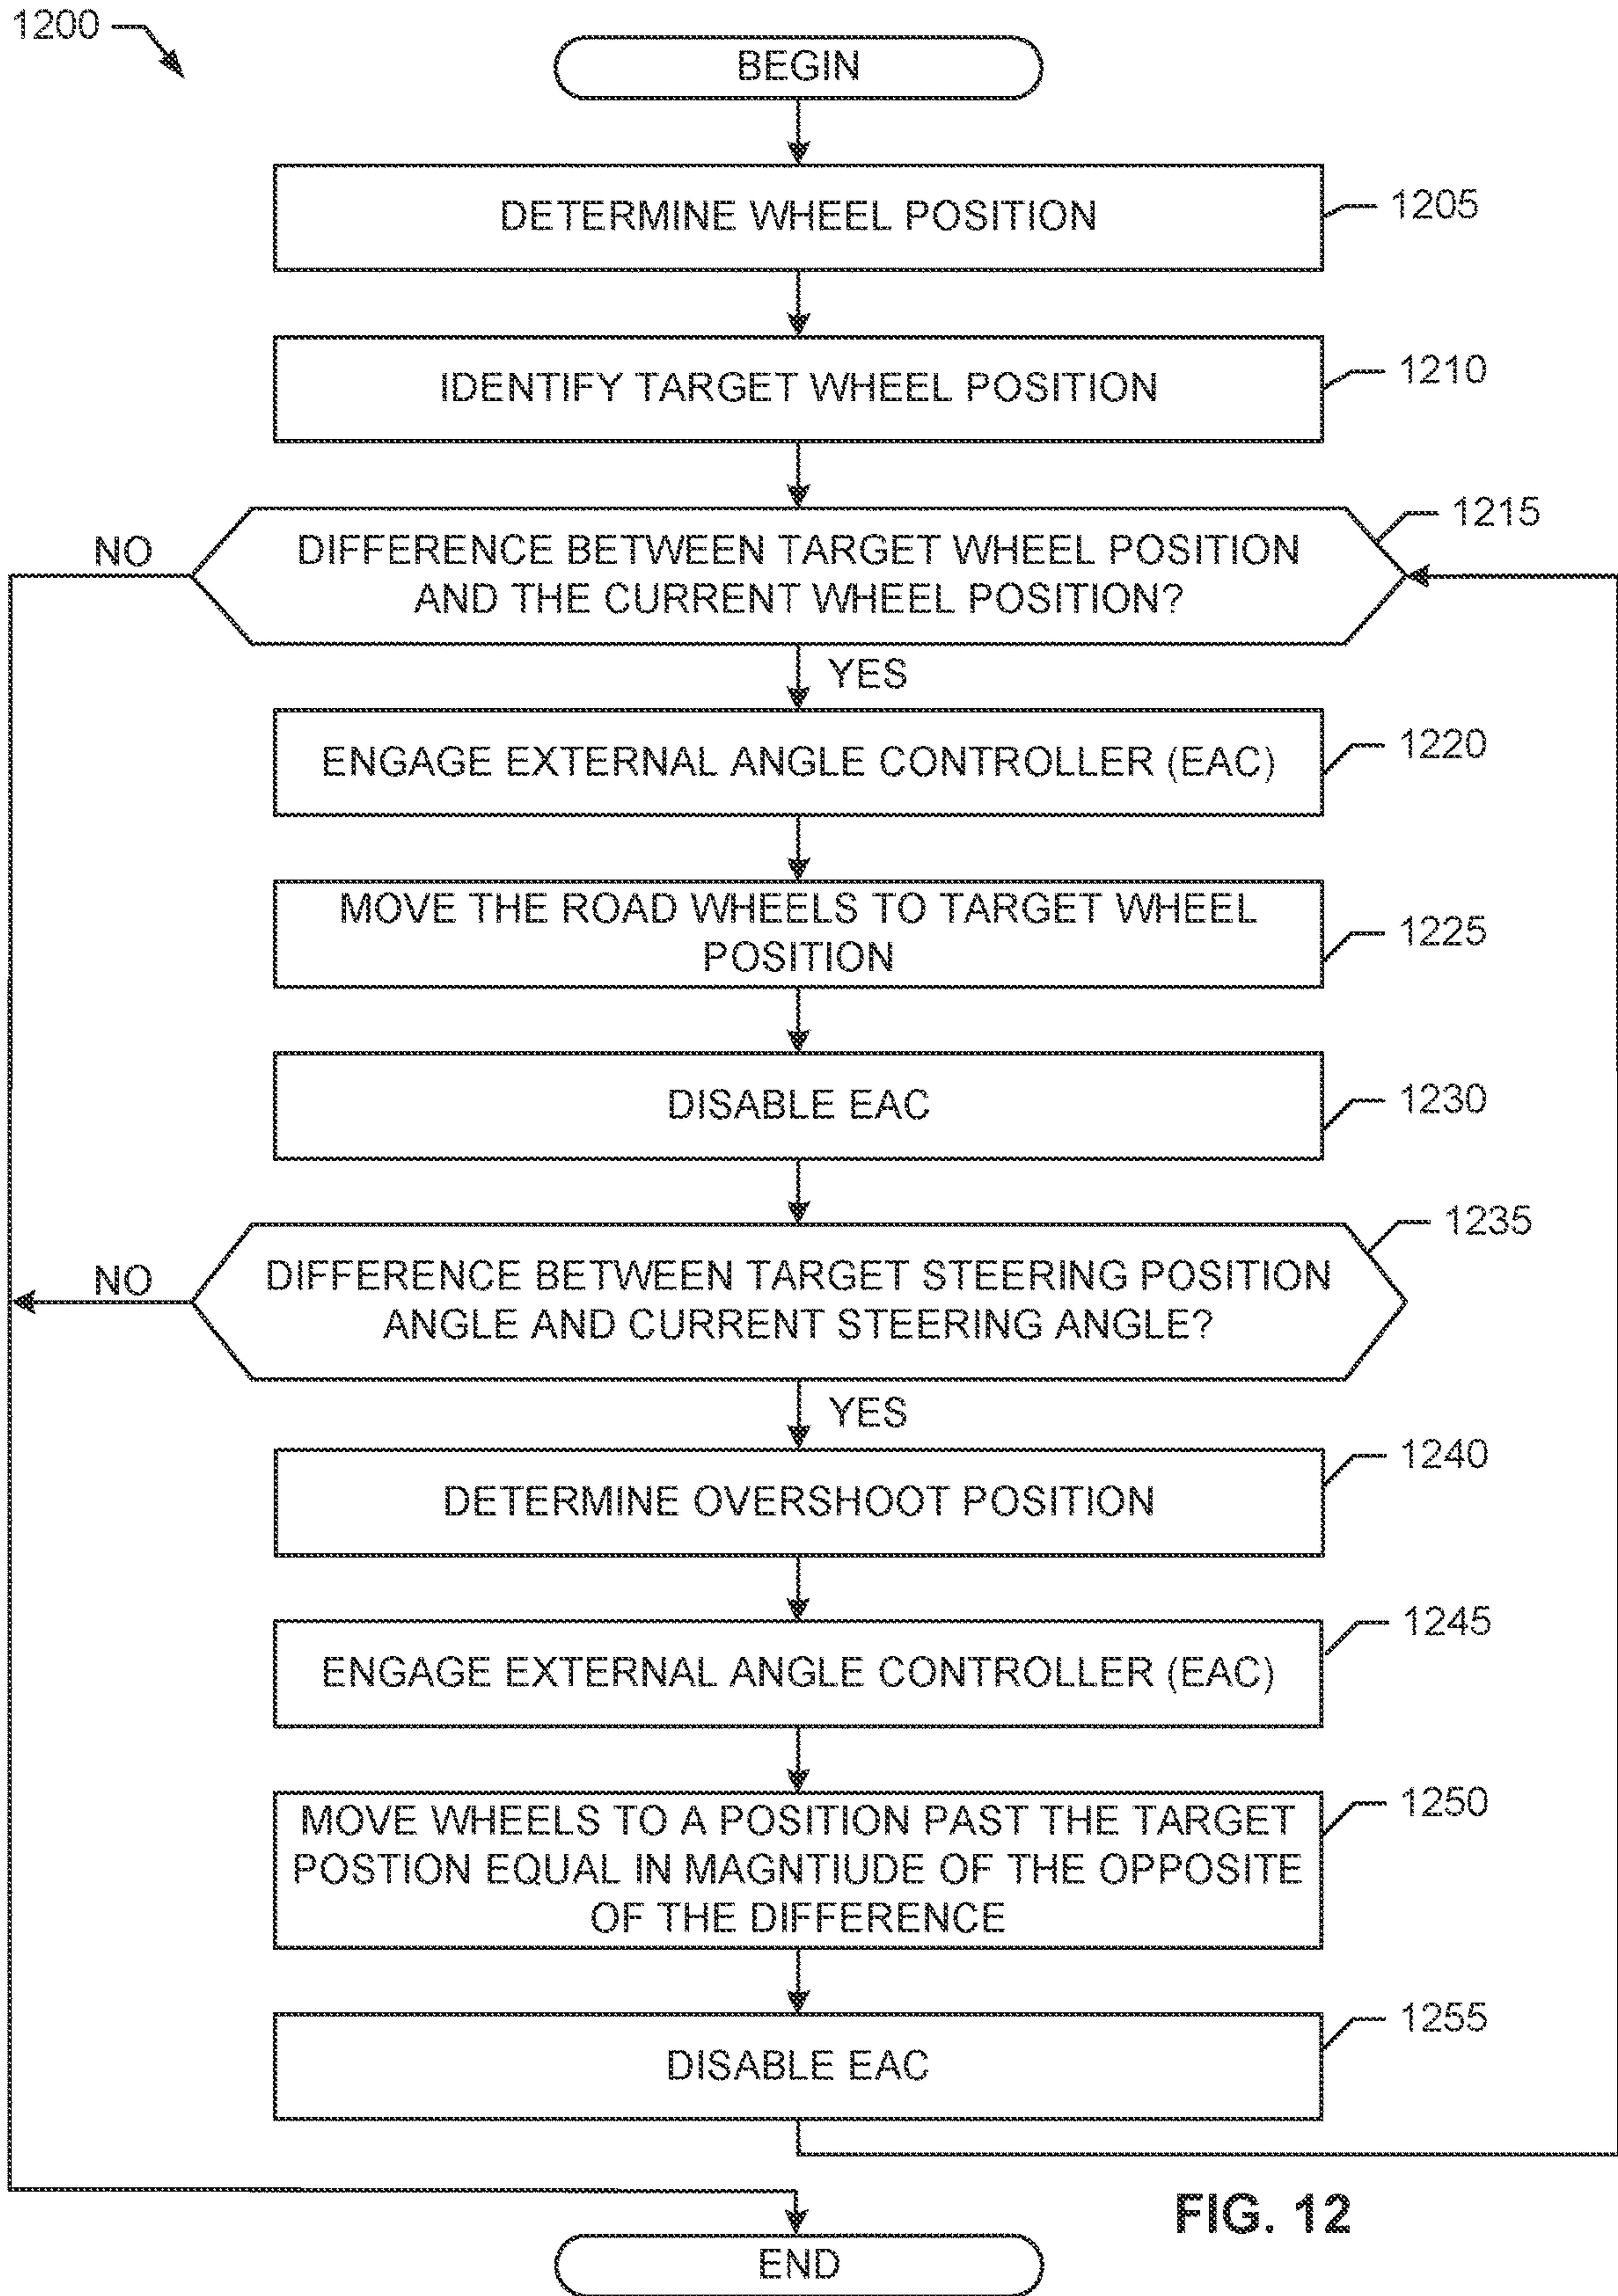 1200
BEGIN
DETERMINE WHEEL POSITION
1205
IDENTIFY TARGET WHEEL POSITION
1210
1215
NO
DIFFERENCE BETWEEN TARGET WHEEL POSITION
AND THE CURRENT WHEEL POSITION?
YES
ENGAGE EXTERNAL ANGLE CONTROLLER (EAC)
1220
MOVE THE ROAD WHEELS TO TARGET WHEEL
POSITION
1225
DISABLE EAC
1230
1235
NO
DIFFERENCE BETWEEN TARGET STEERING POSITION
ANGLE AND CURRENT STEERING ANGLE?
YES
DETERMINE OVERSHOOT POSITION
1240
ENGAGE EXTERNAL ANGLE CONTROLLER (EAC)
1245
MOVE WHEELS TO A POSITION PAST THE TARGET
POSTION EQUAL IN MAGNTIUDE OF THE OPPOSITE
OF THE DIFFERENCE
1250
DISABLE EAC
1255
FIG. 12
END